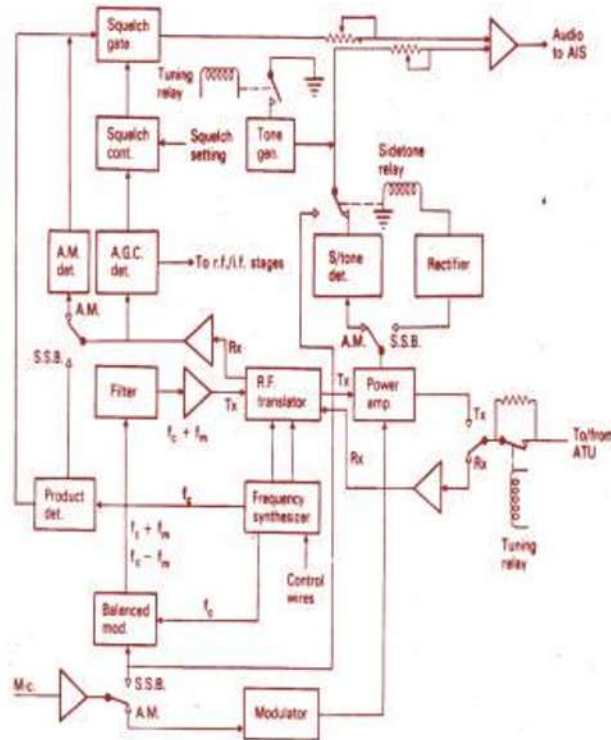 Squelch
gate
Audio
to AIS
Tuning
relay
Squelch
cont.
Squelch
setting
Tone
gen.
Sidetone
relay
A.M.
det.
A.G.C.
det.
To r.f./i.f. stages
S/tone
det.
Rectifier
A.M.
Rx
A.M.
S.S.B.
S.S.B.
Filter
Tx
R.F.
translator
Tx
Power
amp.
Tx
fc + fm
Rx
Rx
To/from
ATU
Product
det.
fc
Frequency
synthesizer
fc + fm
fc − fm
Control
wires
Tuning
relay
Balanced
mod.
fc
Mic.
S.S.B.
A.M.
Modulator